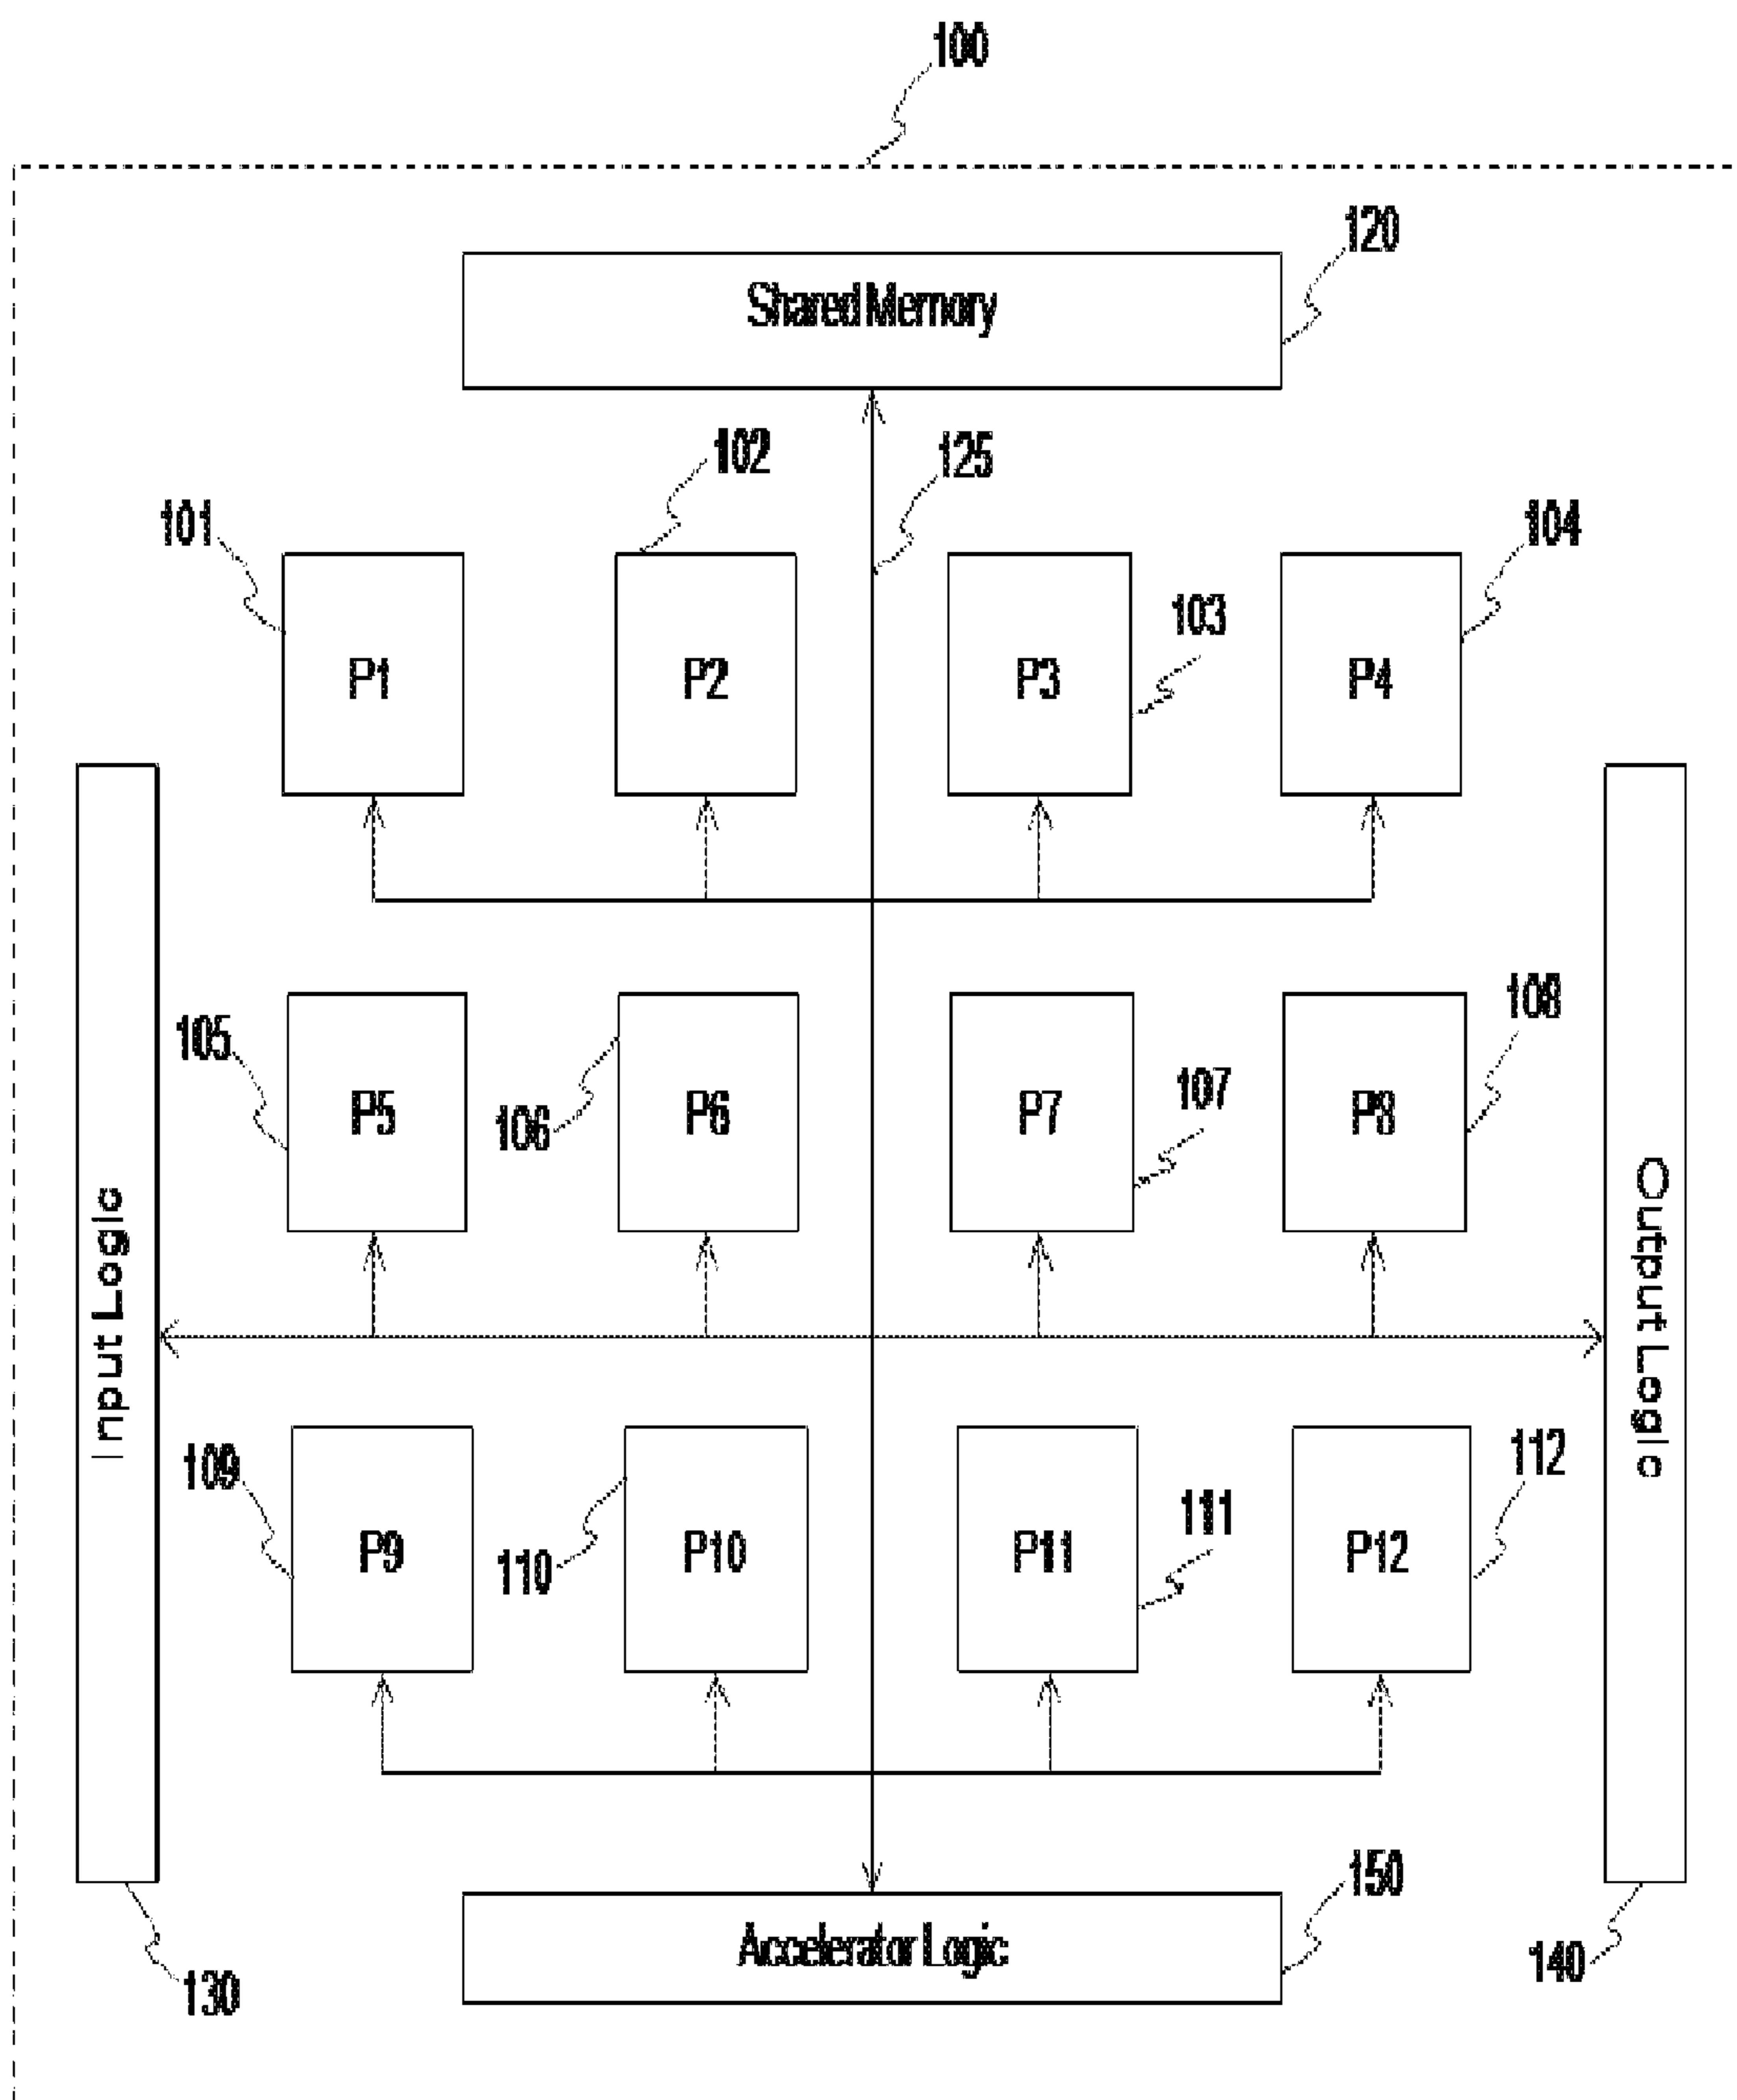 100
120
Shared Memory
102
125
101
104
103
P1
P2
P3
P4
108
105
107
106
P5
P6
P7
P8
Input Logic
Output Logic
109
112
111
110
P9
P10
P11
P12
150
Accelerator Logic
130
140